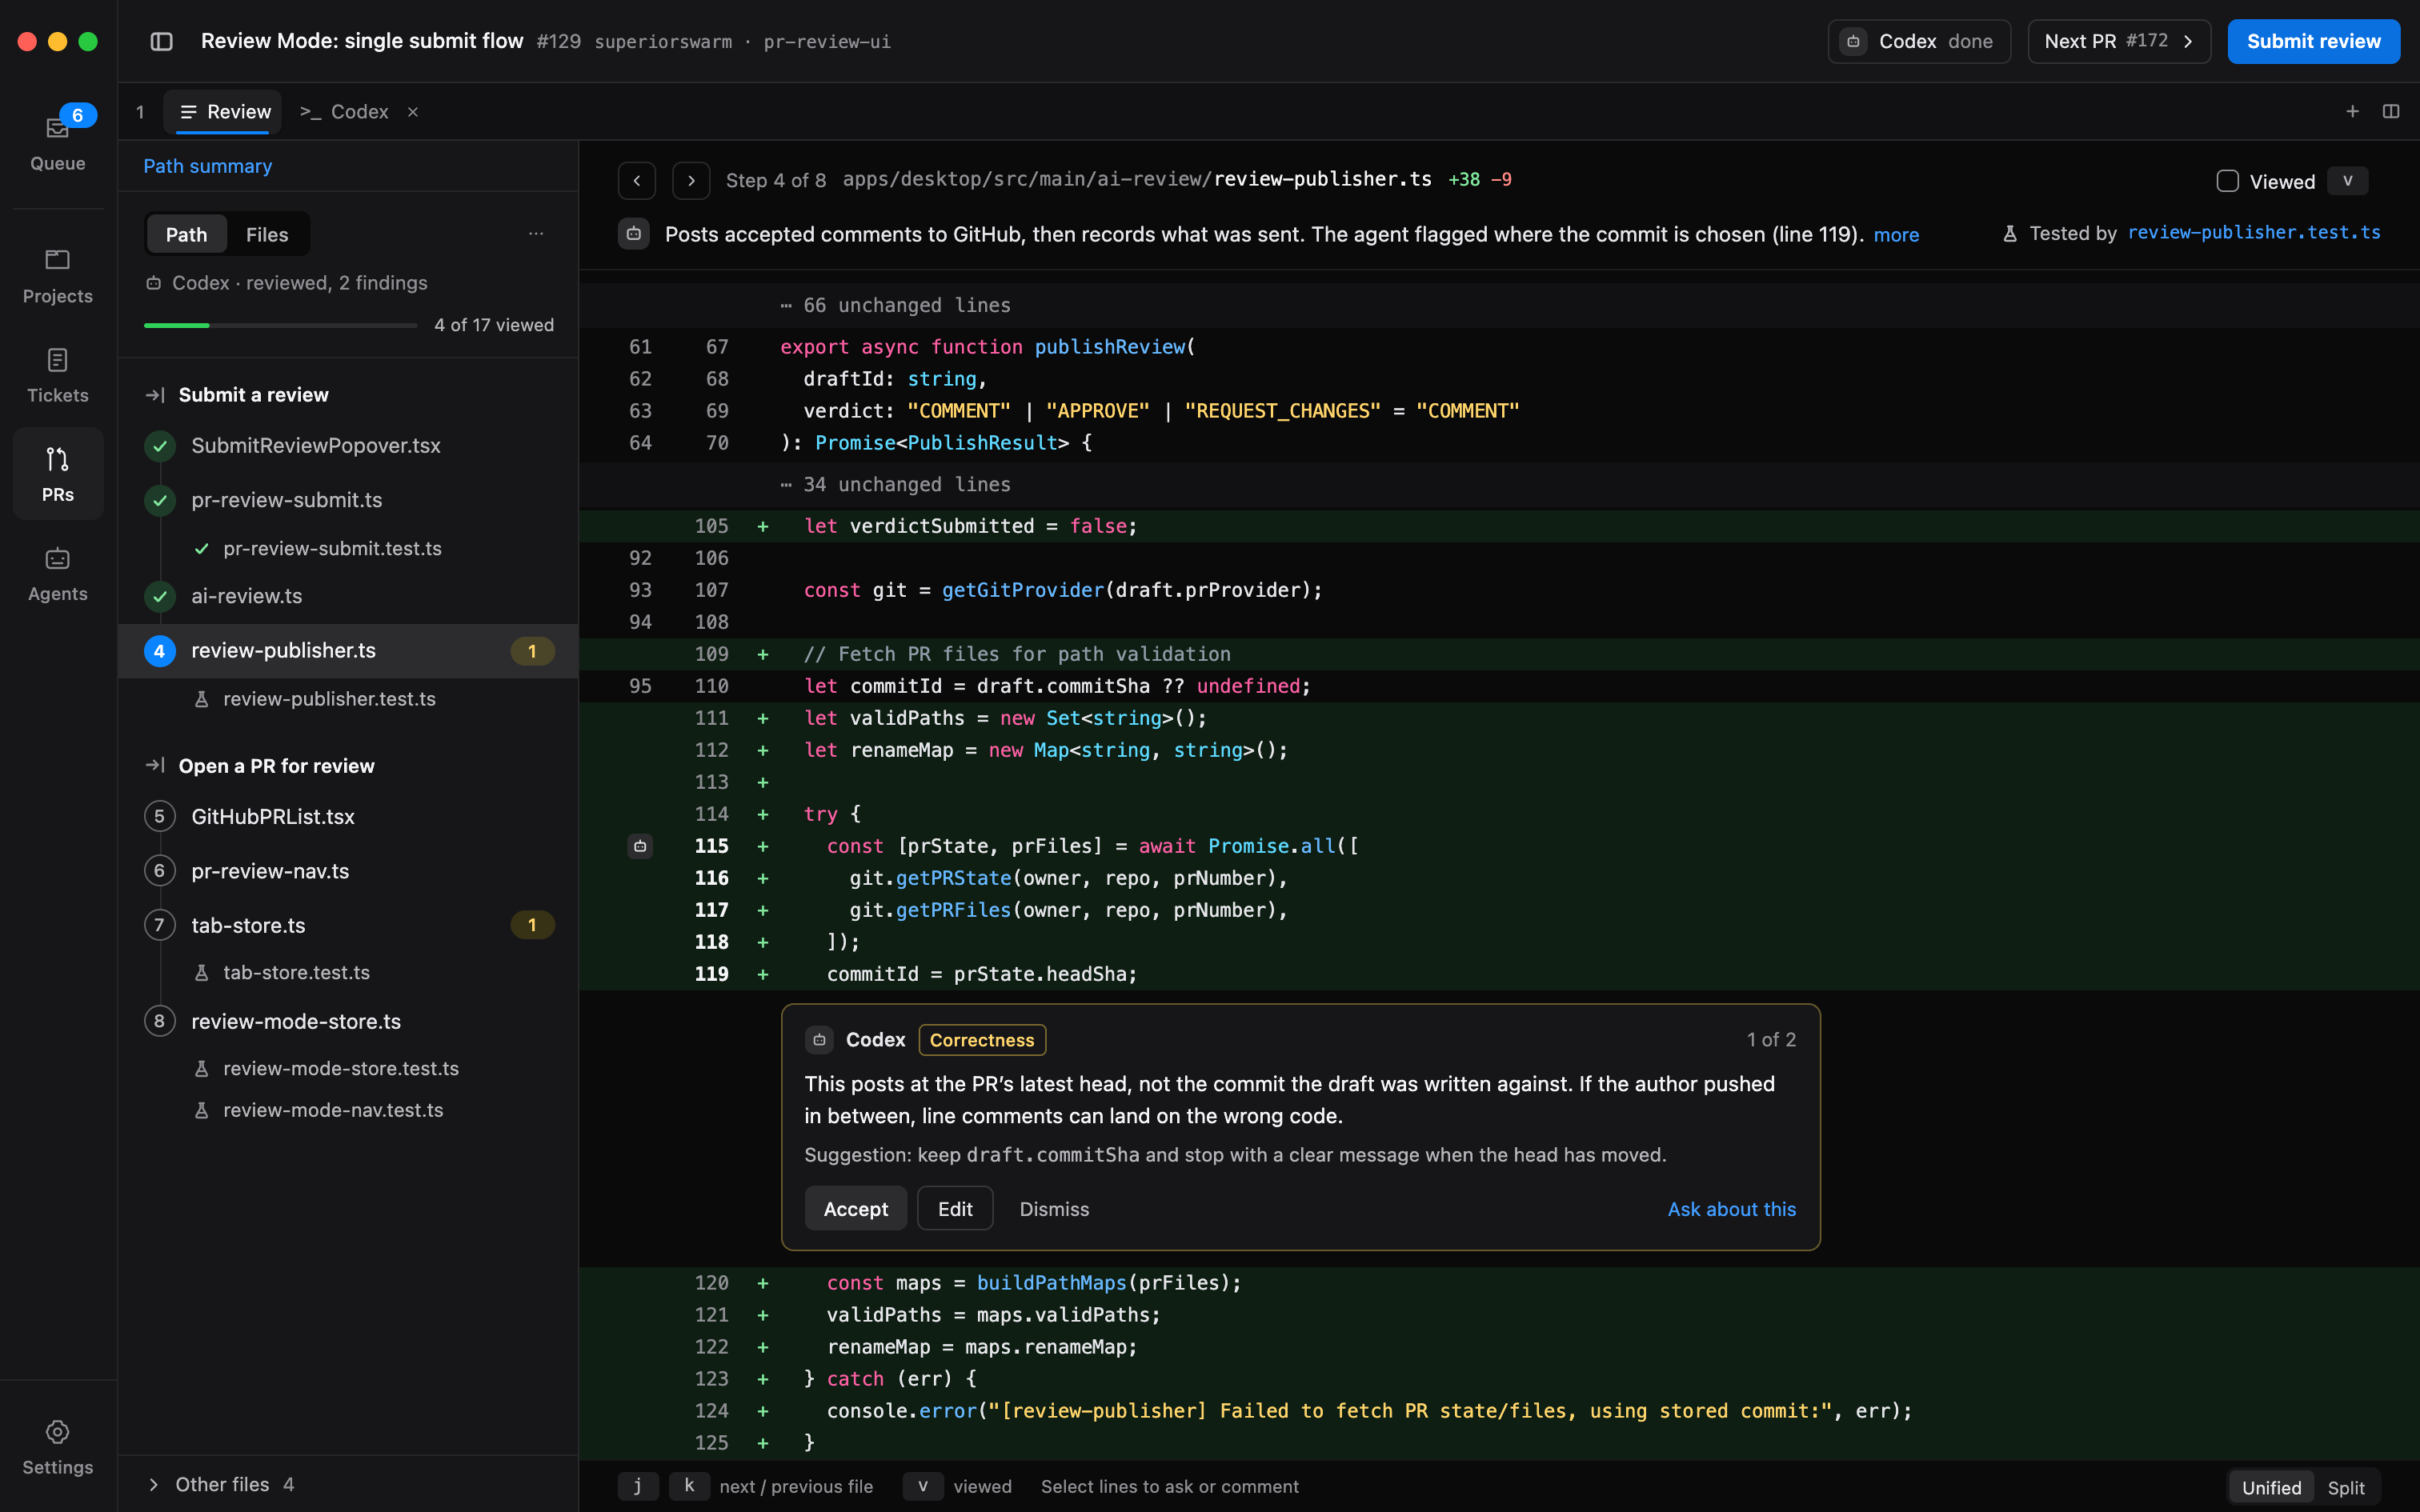 Review Mode: single submit flow #129 superiorswarm · pr-review-ui
Codex done
Next PR #172
Submit review
6
Queue
Projects
Tickets
PRs
Agents
Settings
1
Review
>_ Codex ×
Path summary
Path Files ···
Codex · reviewed, 2 findings
4 of 17 viewed
Submit a review
SubmitReviewPopover.tsx
pr-review-submit.ts
pr-review-submit.test.ts
ai-review.ts
4 review-publisher.ts 1
review-publisher.test.ts
Open a PR for review
5 GitHubPRList.tsx
6 pr-review-nav.ts
7 tab-store.ts 1
tab-store.test.ts
8 review-mode-store.ts
review-mode-store.test.ts
review-mode-nav.test.ts
Other files 4
Step 4 of 8 apps/desktop/src/main/ai-review/review-publisher.ts +38 −9
Viewed v
Posts accepted comments to GitHub, then records what was sent. The agent flagged where the commit is chosen (line 119). more
Tested by review-publisher.test.ts
⋯ 66 unchanged lines
61 67 export async function publishReview(
62 68 draftId: string,
63 69 verdict: "COMMENT" | "APPROVE" | "REQUEST_CHANGES" = "COMMENT"
64 70 ): Promise<PublishResult> {
⋯ 34 unchanged lines
105 + let verdictSubmitted = false;
92 106
93 107 const git = getGitProvider(draft.prProvider);
94 108
109 + // Fetch PR files for path validation
95 110 let commitId = draft.commitSha ?? undefined;
111 + let validPaths = new Set<string>();
112 + let renameMap = new Map<string, string>();
113 +
114 + try {
115 + const [prState, prFiles] = await Promise.all([
116 + git.getPRState(owner, repo, prNumber),
117 + git.getPRFiles(owner, repo, prNumber),
118 + ]);
119 + commitId = prState.headSha;
Codex Correctness 1 of 2
This posts at the PR’s latest head, not the commit the draft was written against. If the author pushed
in between, line comments can land on the wrong code.
Suggestion: keep draft.commitSha and stop with a clear message when the head has moved.
Accept Edit Dismiss Ask about this
120 + const maps = buildPathMaps(prFiles);
121 + validPaths = maps.validPaths;
122 + renameMap = maps.renameMap;
123 + } catch (err) {
124 + console.error("[review-publisher] Failed to fetch PR state/files, using stored commit:", err);
125 + }
j k next / previous file v viewed Select lines to ask or comment
Unified Split